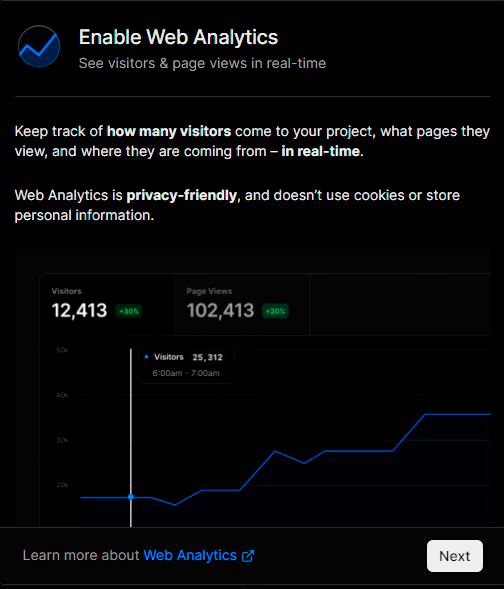 Enable Web Analytics
See visitors & page views in real-time
Keep track of how many visitors come to your project, what pages they
view, and where they are coming from – in real-time.
Web Analytics is privacy-friendly, and doesn’t use cookies or store
personal information.
Visitors
12,413 +30%
Page Views
102,413 +20%
50k
Visitors 25,312
6:00am - 7:00am
40k
30k
20k
Learn more about Web Analytics
Next